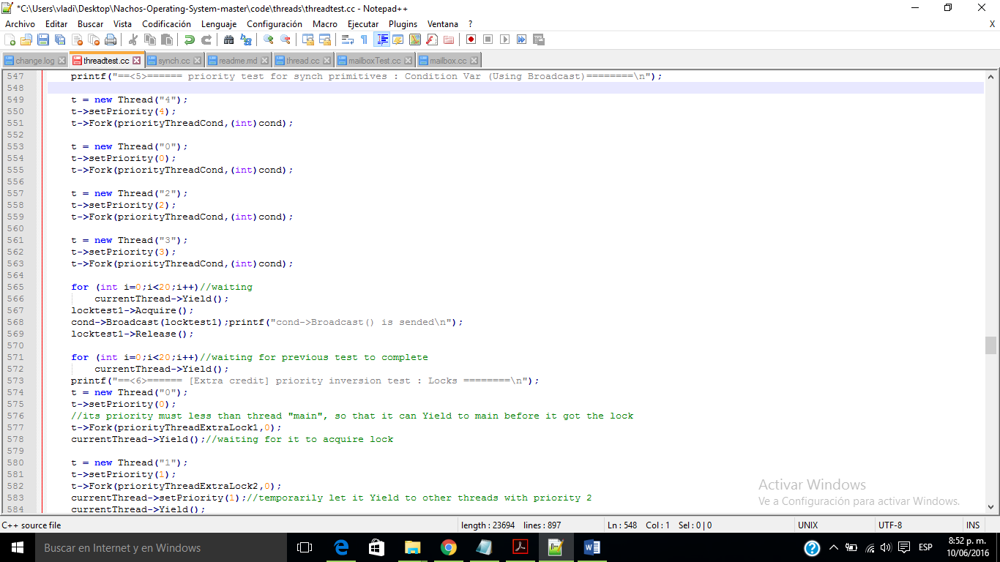 *C:\Users\vladi\Desktop\Nachos-Operating-System-master\code\threads\threadtest.cc - Notepad++
Archivo Editar Buscar Vista Codificación Lenguaje Configuración Macro Ejecutar Plugins Ventana ?
X
change.log threadtest.cc synch.cc readme.md thread.cc mailboxTest.cc mailbox.cc
547 printf("==<5>====== priority test for synch primitives : Condition Var (Using Broadcast)========\n");
548
549 t = new Thread("4");
550 t->setPriority(4);
551 t->Fork(priorityThreadCond,(int)cond);
552
553 t = new Thread("0");
554 t->setPriority(0);
555 t->Fork(priorityThreadCond,(int)cond);
556
557 t = new Thread("2");
558 t->setPriority(2);
559 t->Fork(priorityThreadCond,(int)cond);
560
561 t = new Thread("3");
562 t->setPriority(3);
563 t->Fork(priorityThreadCond,(int)cond);
564
565 for (int i=0;i<20;i++)//waiting
566 currentThread->Yield();
567 locktest1->Acquire();
568 cond->Broadcast(locktest1);printf("cond->Broadcast() is sended\n");
569 locktest1->Release();
570
571 for (int i=0;i<20;i++)//waiting for previous test to complete
572 currentThread->Yield();
573 printf("==<6>====== [Extra credit] priority inversion test : Locks ========\n");
574 t = new Thread("0");
575 t->setPriority(0);
576 //its priority must less than thread "main", so that it can Yield to main before it got the lock
577 t->Fork(priorityThreadExtraLock1,0);
578 currentThread->Yield();//waiting for it to acquire lock
579
580 t = new Thread("1");
581 t->setPriority(1);
582 t->Fork(priorityThreadExtraLock2,0);
583 currentThread->setPriority(1);//temporarily let it Yield to other threads with priority 2
584 currentThread->Yield();
Activar Windows
Ve a Configuración para activar Windows.
C++ source file length : 23694 lines : 897 Ln : 548 Col : 1 Sel : 0 | 0 UNIX UTF-8 INS
Buscar en Internet y en Windows
ESP
8:52 p. m.
10/06/2016